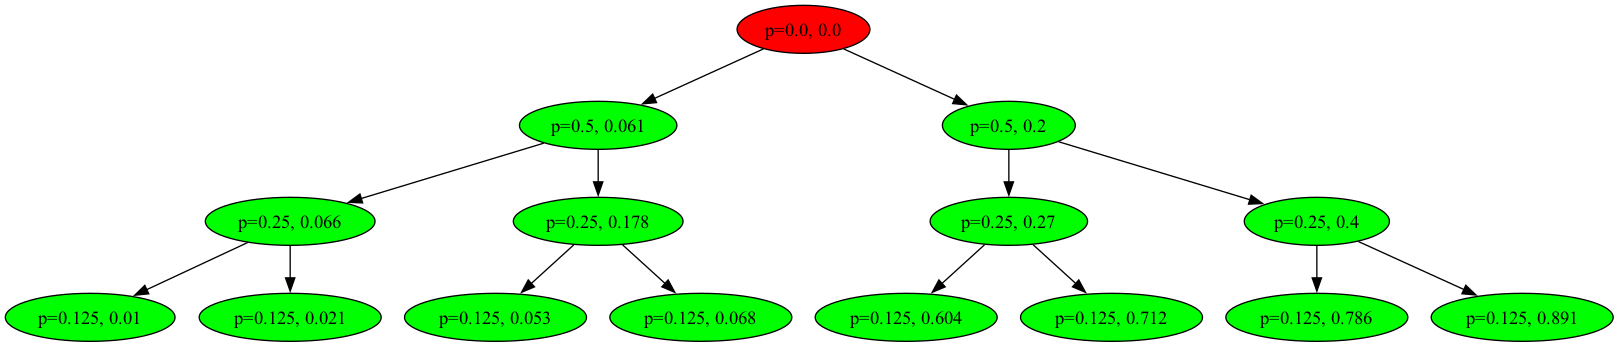 p=0.0, 0.0
p=0.5, 0.061
p=0.5, 0.2
p=0.25, 0.066
p=0.25, 0.178
p=0.25, 0.27
p=0.25, 0.4
p=0.125, 0.01
p=0.125, 0.021
p=0.125, 0.053
p=0.125, 0.068
p=0.125, 0.604
p=0.125, 0.712
p=0.125, 0.786
p=0.125, 0.891